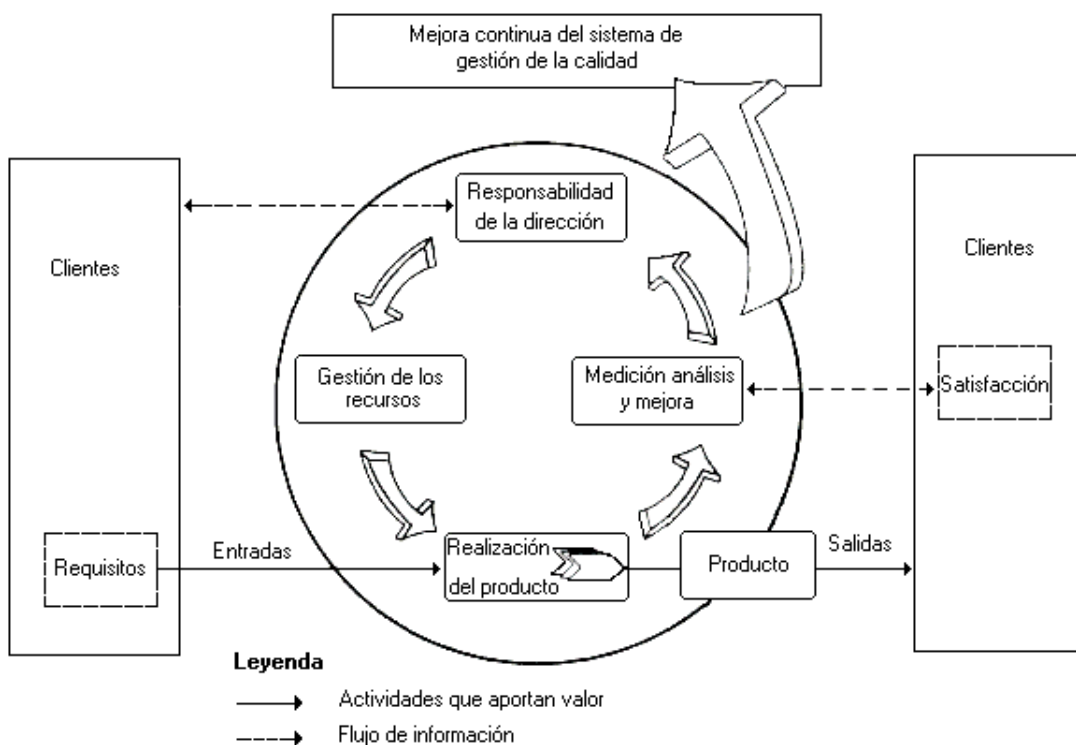 Mejora continua del sistema de
gestión de la calidad
Responsabilidad
de la dirección
Clientes
Clientes
Gestión de los
recursos
Medición análisis
y mejora
Satisfacción
Requisitos
Entradas
Realización
del producto
Producto
Salidas
Leyenda
Actividades que aportan valor
Flujo de información